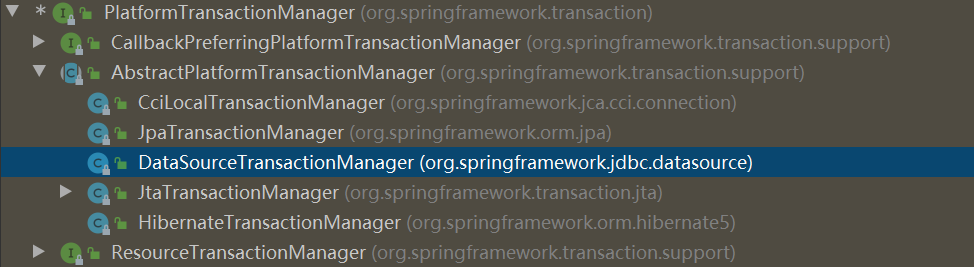 * PlatformTransactionManager (org.springframework.transaction)
CallbackPreferringPlatformTransactionManager (org.springframework.transaction.support)
AbstractPlatformTransactionManager (org.springframework.transaction.support)
CciLocalTransactionManager (org.springframework.jca.cci.connection)
JpaTransactionManager (org.springframework.orm.jpa)
DataSourceTransactionManager (org.springframework.jdbc.datasource)
JtaTransactionManager (org.springframework.transaction.jta)
HibernateTransactionManager (org.springframework.orm.hibernate5)
ResourceTransactionManager (org.springframework.transaction.support)